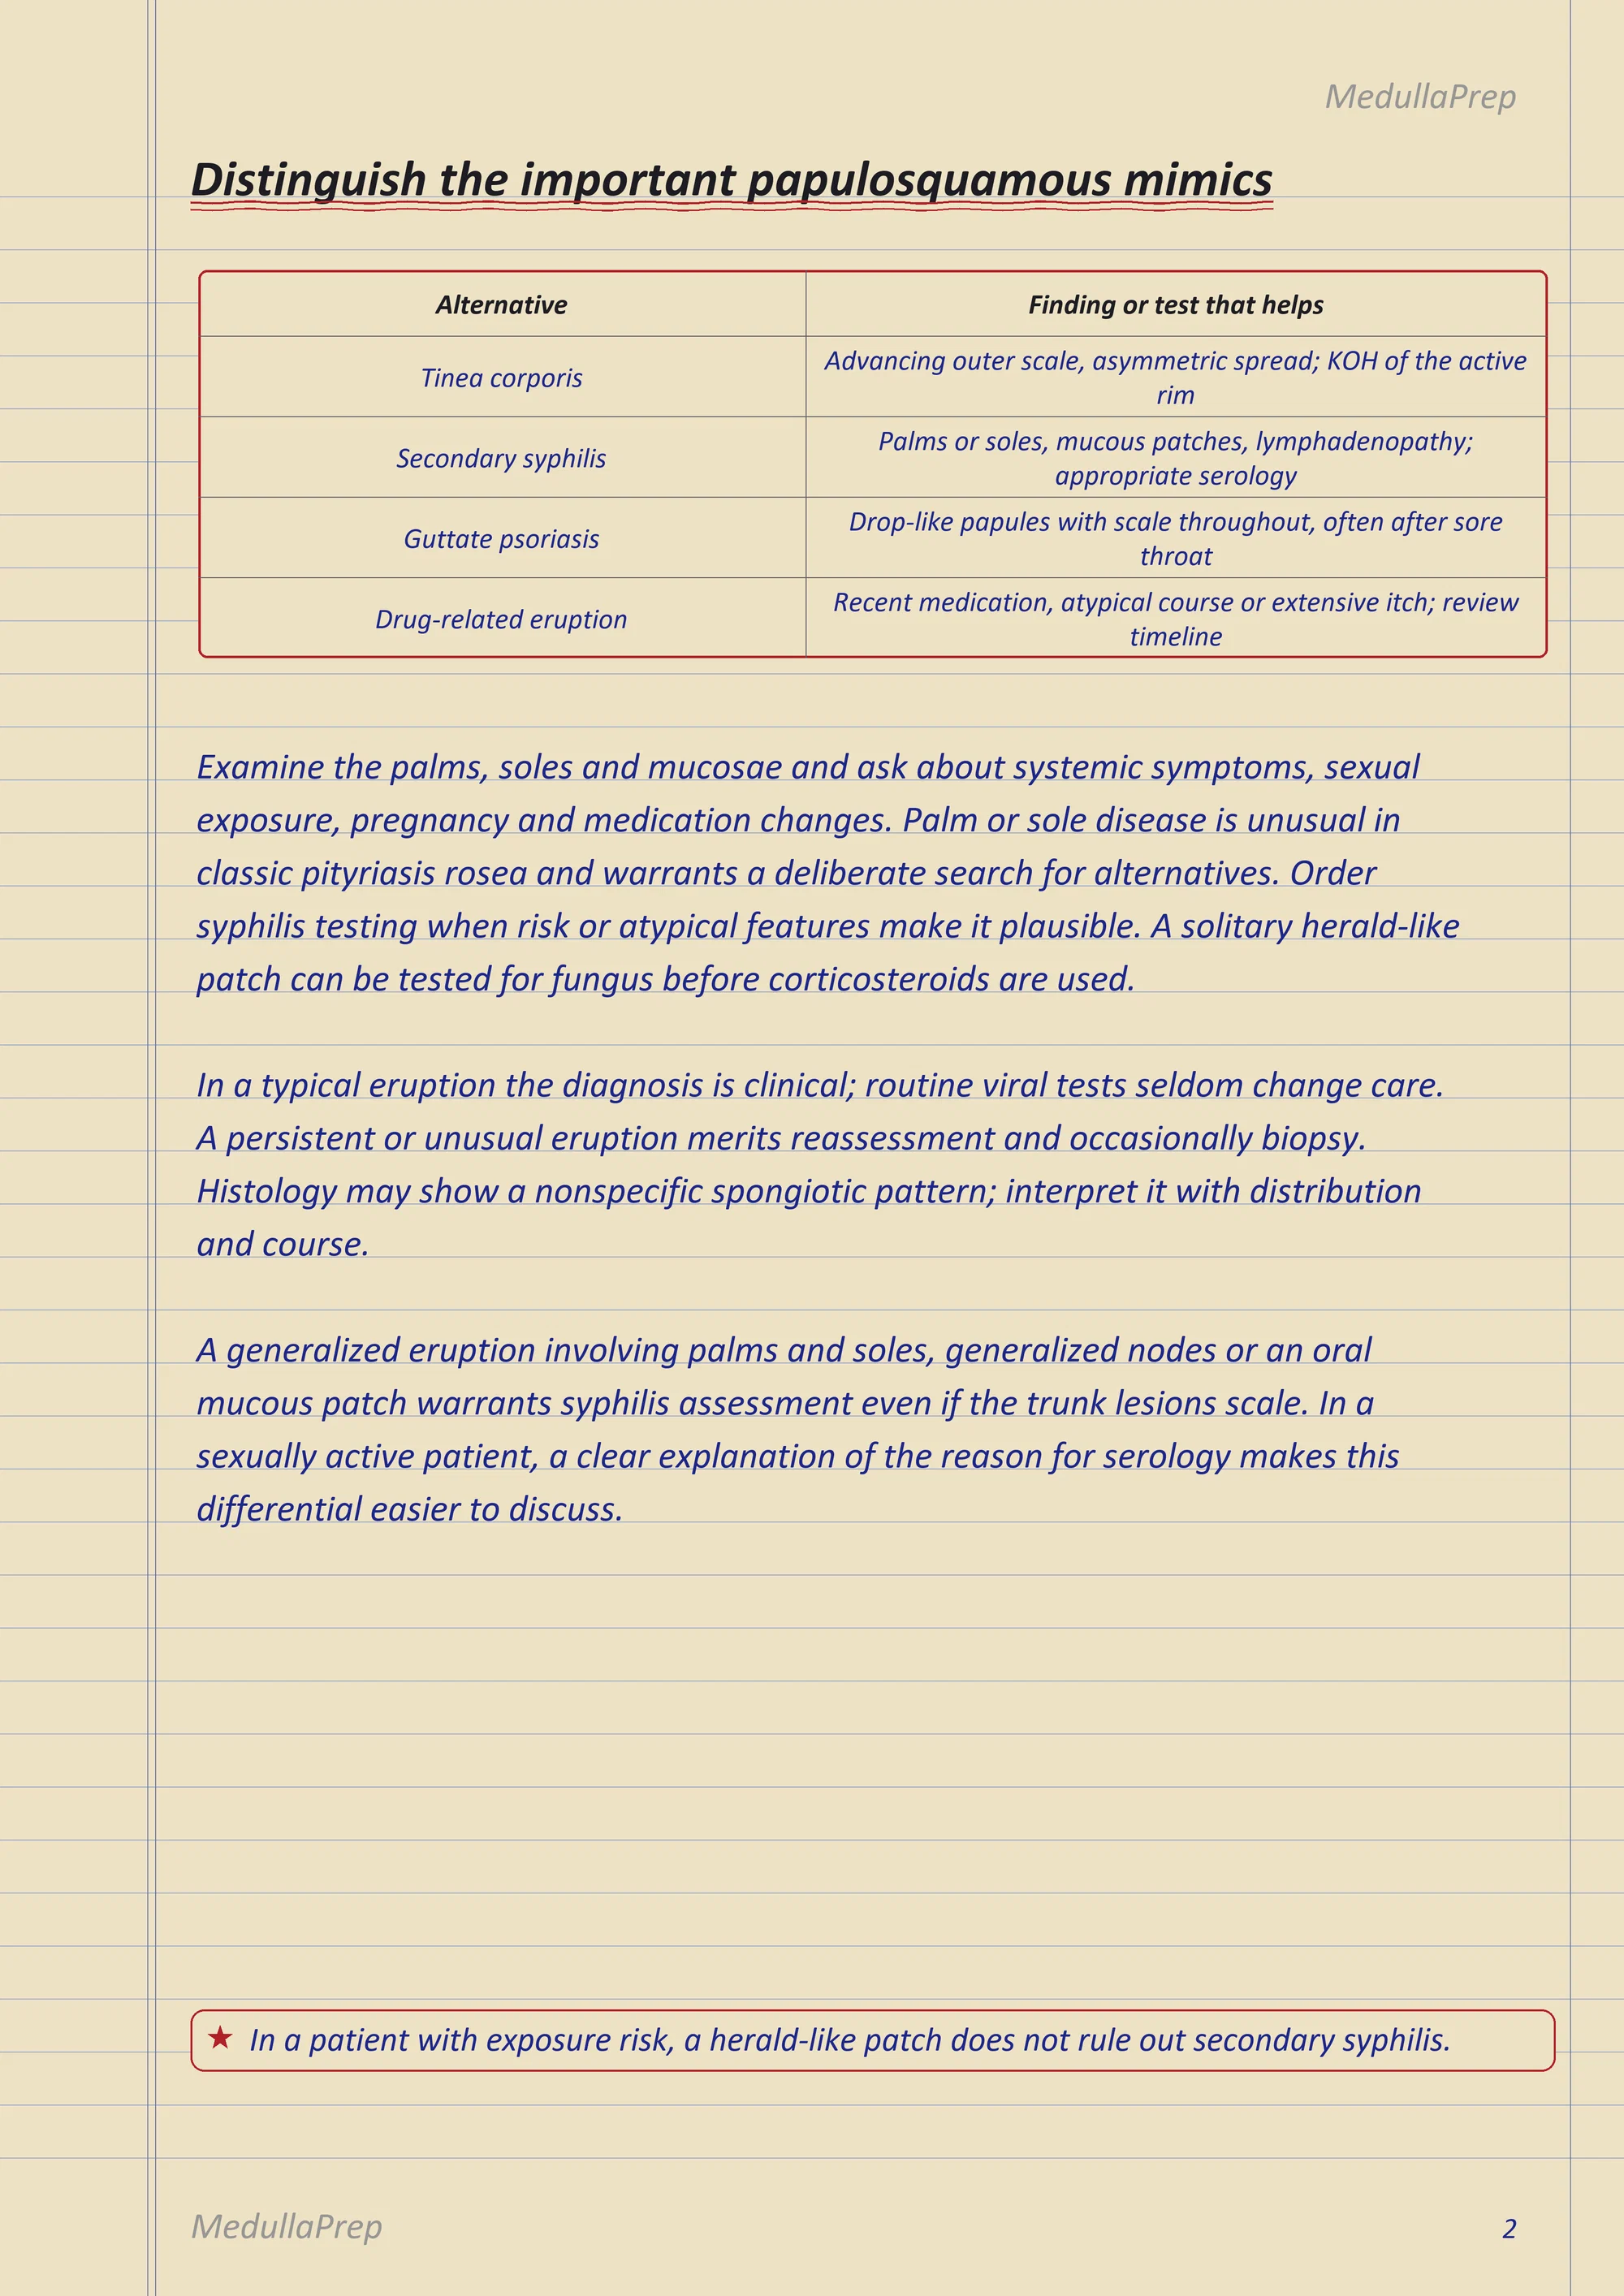 MedullaPrep
Distinguish the important papulosquamous mimics
Alternative
Finding or test that helps
Tinea corporis
Advancing outer scale, asymmetric spread; KOH of the active
rim
Secondary syphilis
Palms or soles, mucous patches, lymphadenopathy;
appropriate serology
Guttate psoriasis
Drop-like papules with scale throughout, often after sore
throat
Drug-related eruption
Recent medication, atypical course or extensive itch; review
timeline
Examine the palms, soles and mucosae and ask about systemic symptoms, sexual
exposure, pregnancy and medication changes. Palm or sole disease is unusual in
classic pityriasis rosea and warrants a deliberate search for alternatives. Order
syphilis testing when risk or atypical features make it plausible. A solitary herald-like
patch can be tested for fungus before corticosteroids are used.
In a typical eruption the diagnosis is clinical; routine viral tests seldom change care.
A persistent or unusual eruption merits reassessment and occasionally biopsy.
Histology may show a nonspecific spongiotic pattern; interpret it with distribution
and course.
A generalized eruption involving palms and soles, generalized nodes or an oral
mucous patch warrants syphilis assessment even if the trunk lesions scale. In a
sexually active patient, a clear explanation of the reason for serology makes this
differential easier to discuss.
★ In a patient with exposure risk, a herald-like patch does not rule out secondary syphilis.
MedullaPrep
2